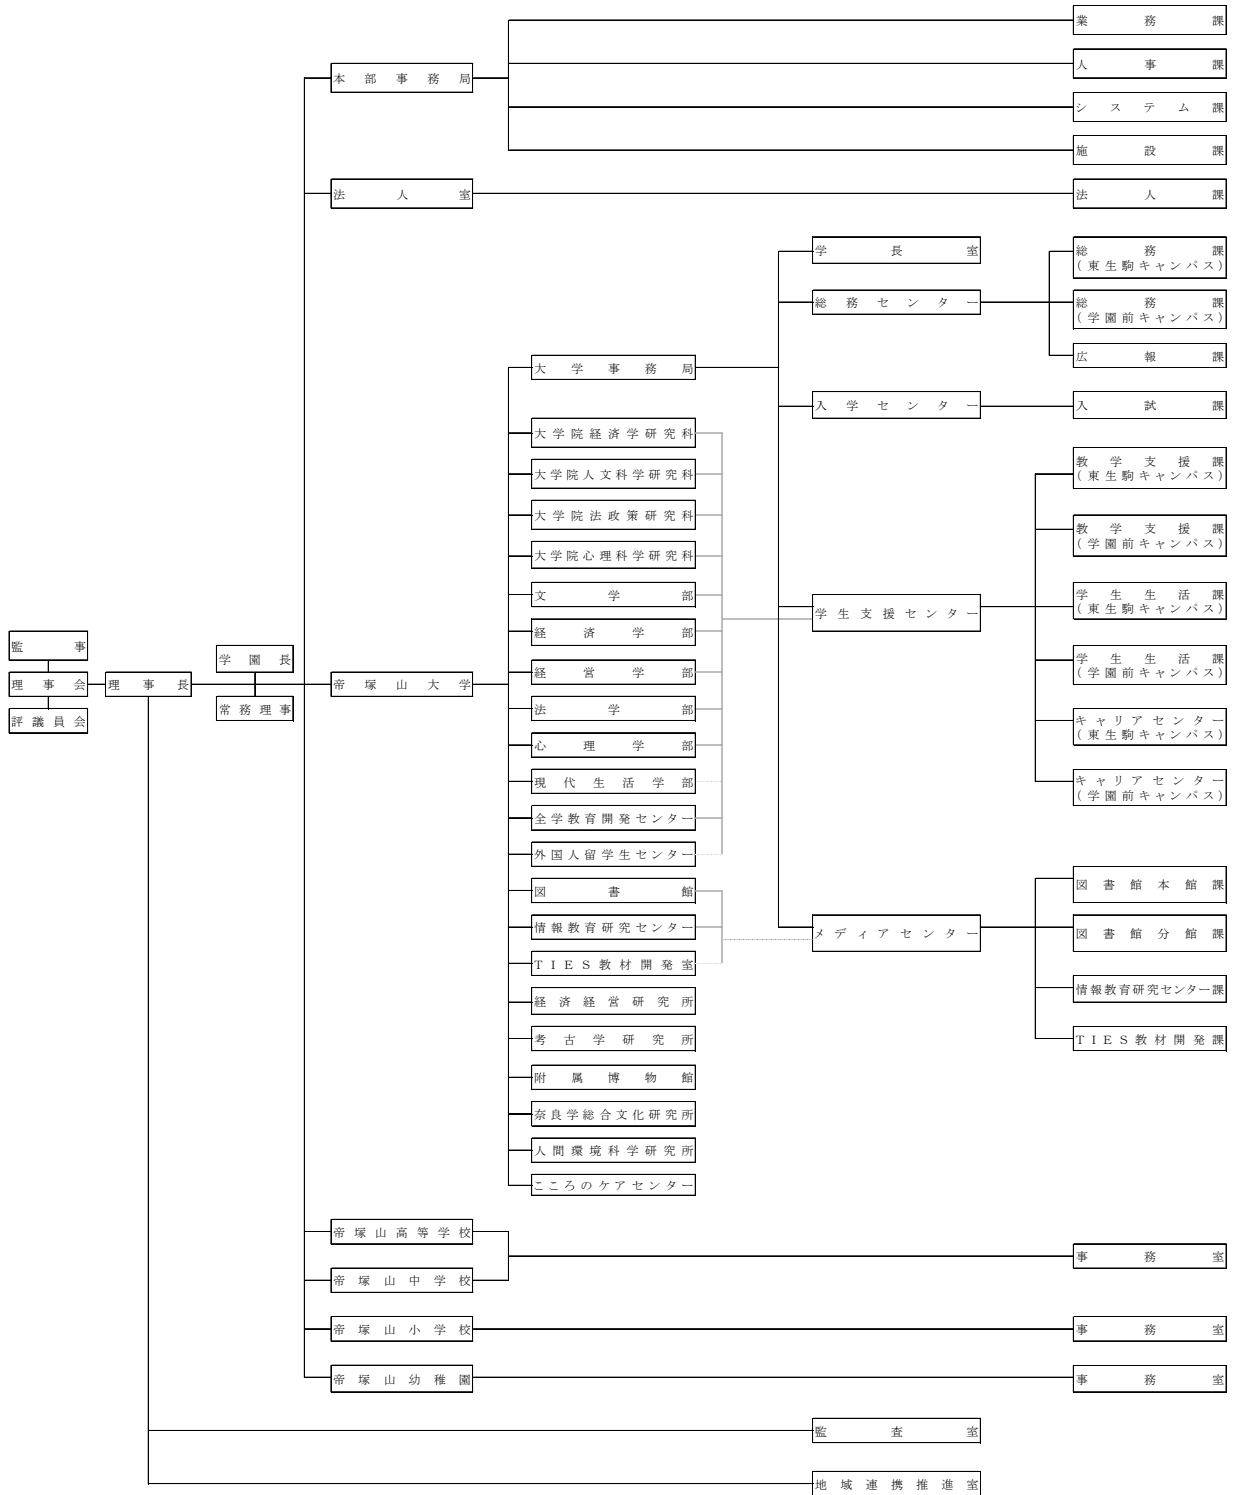 業務課
本部事務局
人事課
システム課
施設課
法人室
法人課
学長室
総務課
(東生駒キャンパス)
総務センター
総務課
(学園前キャンパス)
広報課
大学事務局
入学センター
入試課
大学院経済学研究科
教学支援課
(東生駒キャンパス)
大学院人文科学研究科
大学院法政策研究科
教学支援課
(学園前キャンパス)
大学院心理科学研究科
文学部
学生支援センター
学生生活課
(東生駒キャンパス)
経済学部
監事
学園長
学生生活課
(学園前キャンパス)
理事会
理事長
帝塚山大学
経営学部
評議員会
常務理事
法学部
キャリアセンター
(東生駒キャンパス)
心理学部
現代生活学部
キャリアセンター
(学園前キャンパス)
全学教育開発センター
外国人留学生センター
図書館
図書館本館課
情報教育研究センター
メディアセンター
図書館分館課
TIES教材開発室
情報教育研究センター課
経済経営研究所
考古学研究所
TIES教材開発課
附属博物館
奈良学総合文化研究所
人間環境科学研究所
こころのケアセンター
帝塚山高等学校
事務室
帝塚山中学校
帝塚山小学校
事務室
帝塚山幼稚園
事務室
監査室
地域連携推進室